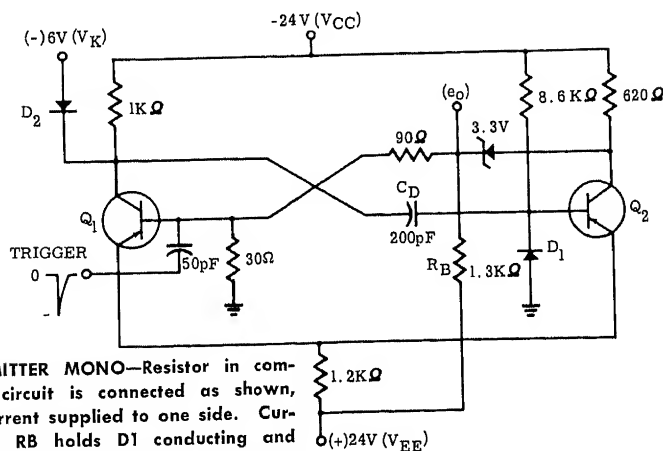 -24V (VCC)
(-)6V (VK)
D2
1KΩ
(eo)
8.6KΩ
620Ω
3.3V
90Ω
CD
200pF
Q1
Q2
TRIGGER
0
-
50pF
30Ω
RB
1.3KΩ
D1
1.2KΩ
(+)24V (VEE)
MITTER MONO—Resistor in com-
circuit is connected as shown,
urrent supplied to one side. Cur-
RB holds D1 conducting and